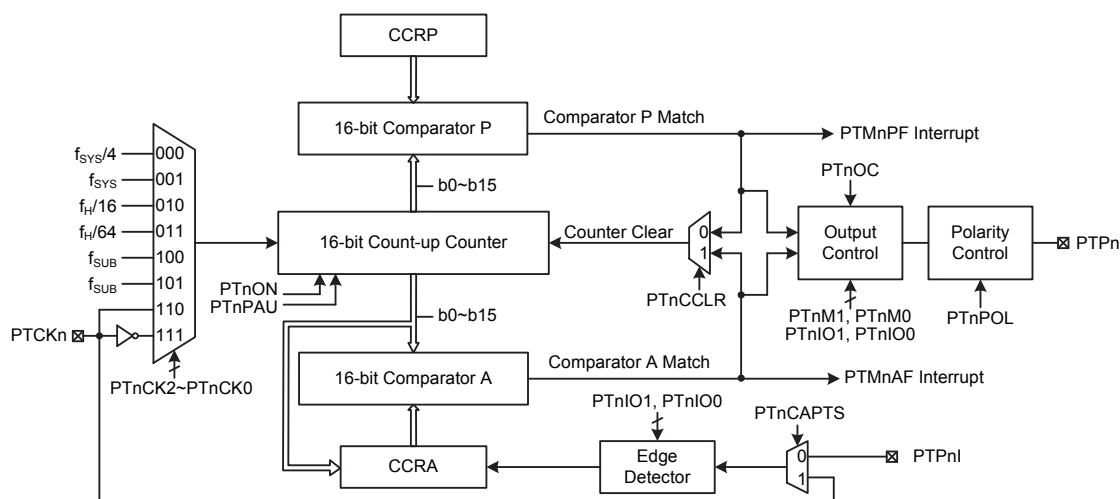 CCRP
16-bit Comparator P
Comparator P Match
PTMnPF Interrupt
b0~b15
PTnOC
fSYS/4
000
fSYS
001
fH/16
010
fH/64
011
fSUB
100
fSUB
101
110
111
16-bit Count-up Counter
Counter Clear
0
1
Output
Control
Polarity
Control
PTPn
PTnON
PTnPAU
PTnCCLR
PTnM1, PTnM0
PTnIO1, PTnIO0
PTnPOL
b0~b15
PTCKn
PTnCK2~PTnCK0
16-bit Comparator A
Comparator A Match
PTMnAF Interrupt
PTnIO1, PTnIO0
PTnCAPTS
CCRA
Edge
Detector
0
1
PTPnI